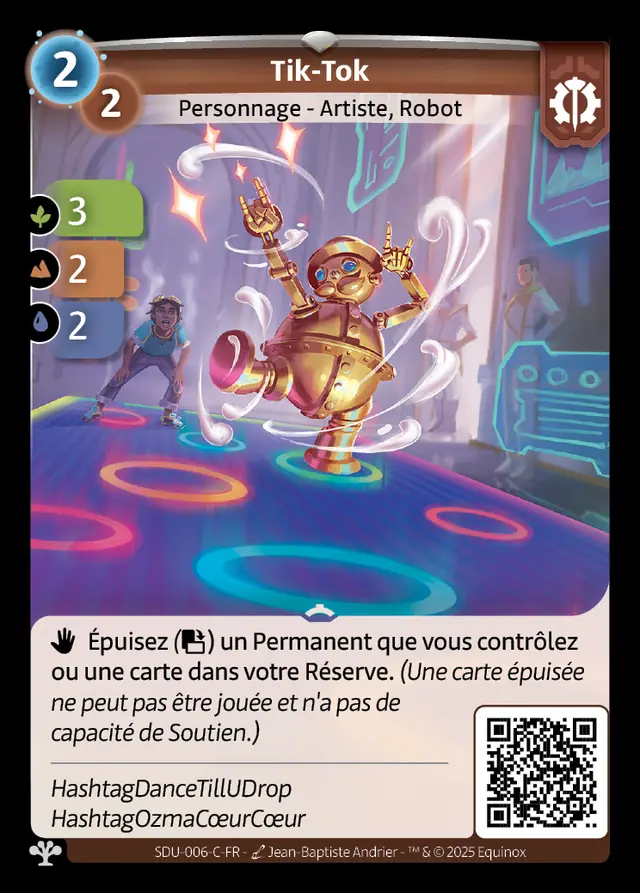 2
Tik-Tok
2
Personnage - Artiste, Robot
3
2
2
Épuisez () un Permanent que vous contrôlez
ou une carte dans votre Réserve. (Une carte épuisée
ne peut pas être jouée et n'a pas de
capacité de Soutien.)
HashtagDanceTillUDrop
HashtagOzmaCœurCœur
SDU-006-C-FR - Jean-Baptiste Andrier - ™ & © 2025 Equinox